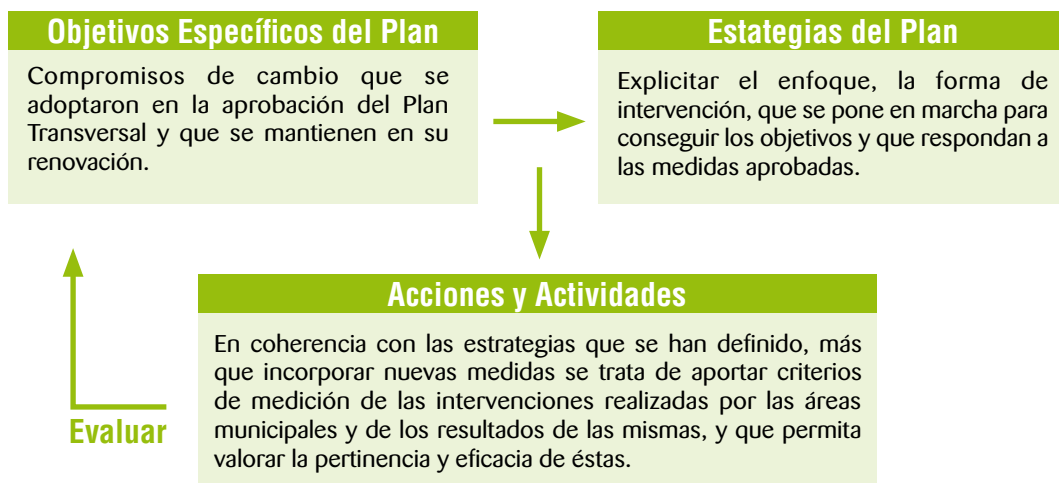 Objetivos Específicos del Plan
Compromisos de cambio que se
adoptaron en la aprobación del Plan
Transversal y que se mantienen en su
renovación.
Estategias del Plan
Explicitar el enfoque, la forma de
intervención, que se pone en marcha para
conseguir los objetivos y que respondan a
las medidas aprobadas.
Acciones y Actividades
En coherencia con las estrategias que se han definido, más
que incorporar nuevas medidas se trata de aportar criterios
de medición de las intervenciones realizadas por las áreas
municipales y de los resultados de las mismas, y que permita
valorar la pertinencia y eficacia de éstas.
Evaluar